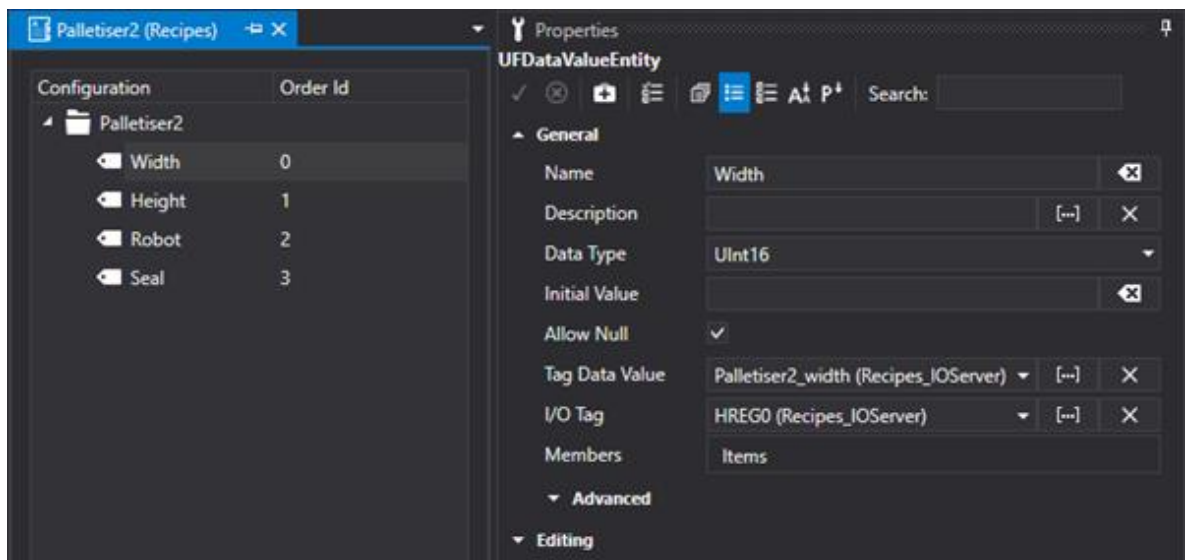 Palletiser2 (Recipes)
Configuration Order Id
Palletiser2
Width 0
Height 1
Robot 2
Seal 3
Properties
UFDataValueEntity
Search:
General
Name Width
Description
Data Type UInt16
Initial Value
Allow Null
Tag Data Value Palletiser2_width (Recipes_IOServer)
I/O Tag HREG0 (Recipes_IOServer)
Members Items
Advanced
Editing